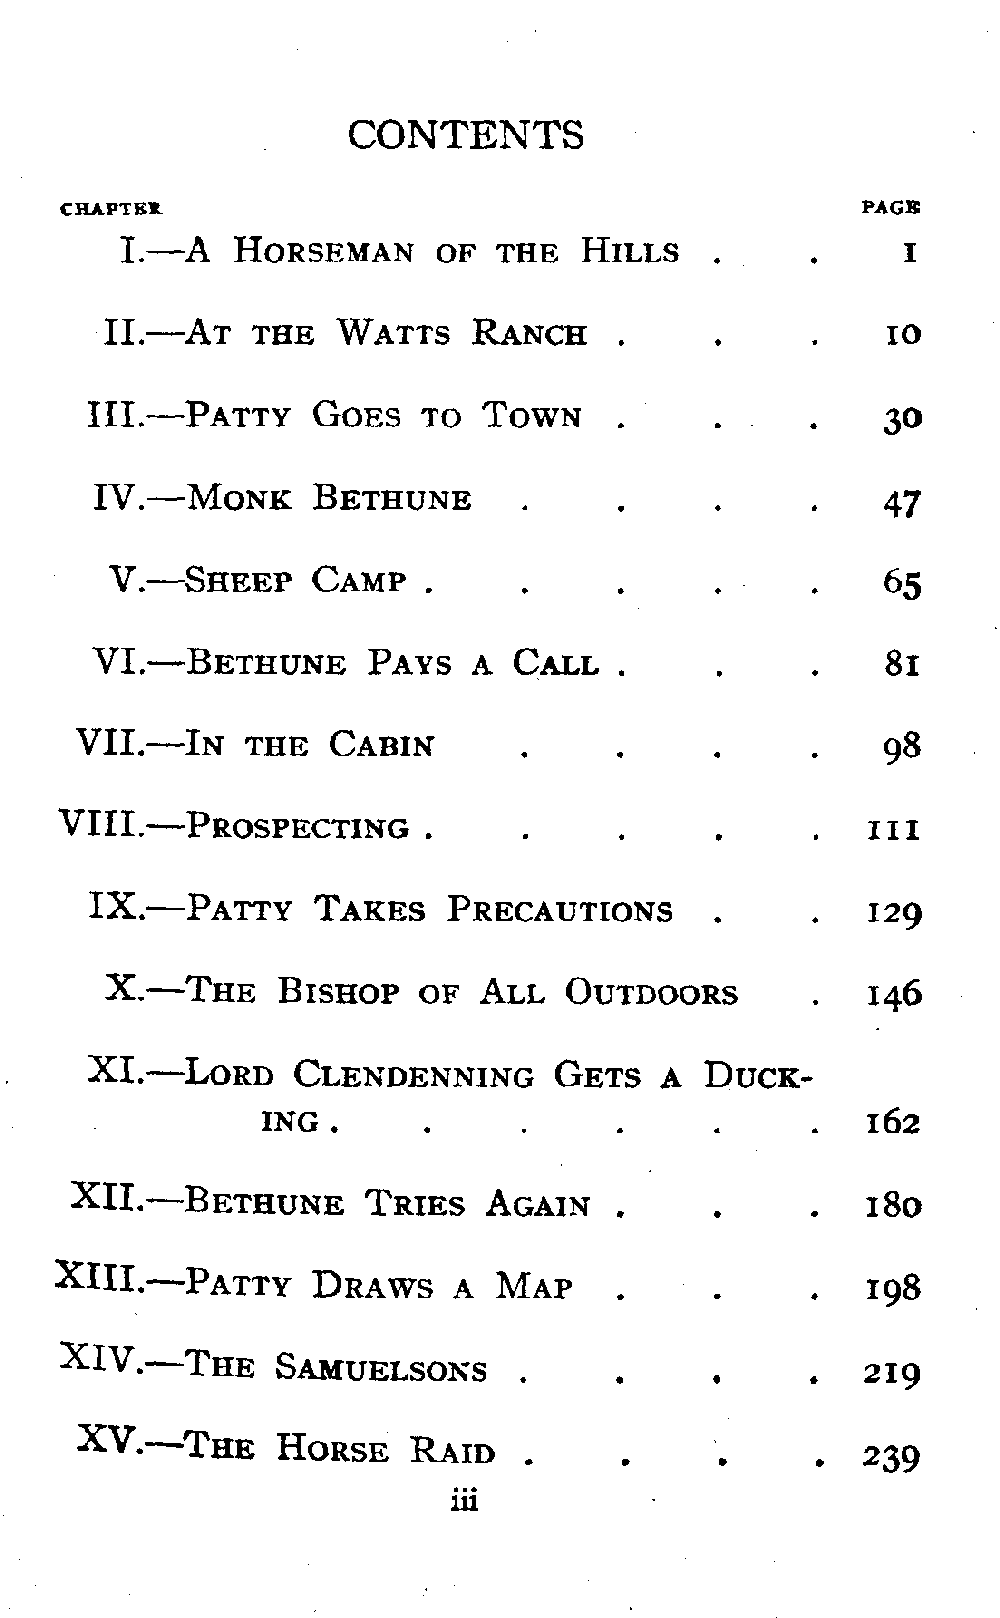 CONTENTS
CHAPTER PAGE
I.—A Horseman of the Hills . . 1
II.—At the Watts Ranch . . . 10
III.—Patty Goes to Town . . . 30
IV.—Monk Bethune . . . . 47
V.—Sheep Camp . . . . . 65
VI.—Bethune Pays a Call . . . 81
VII.—In the Cabin . . . . 98
VIII.—Prospecting . . . . . 111
IX.—Patty Takes Precautions . . 129
X.—The Bishop of All Outdoors . 146
XI.—Lord Clendenning Gets a Duck-
ing . . . . . . 162
XII.—Bethune Tries Again . . . 180
XIII.—Patty Draws a Map . . . 198
XIV.—The Samuelsons . . . . 219
XV.—The Horse Raid . . . . 239
iii